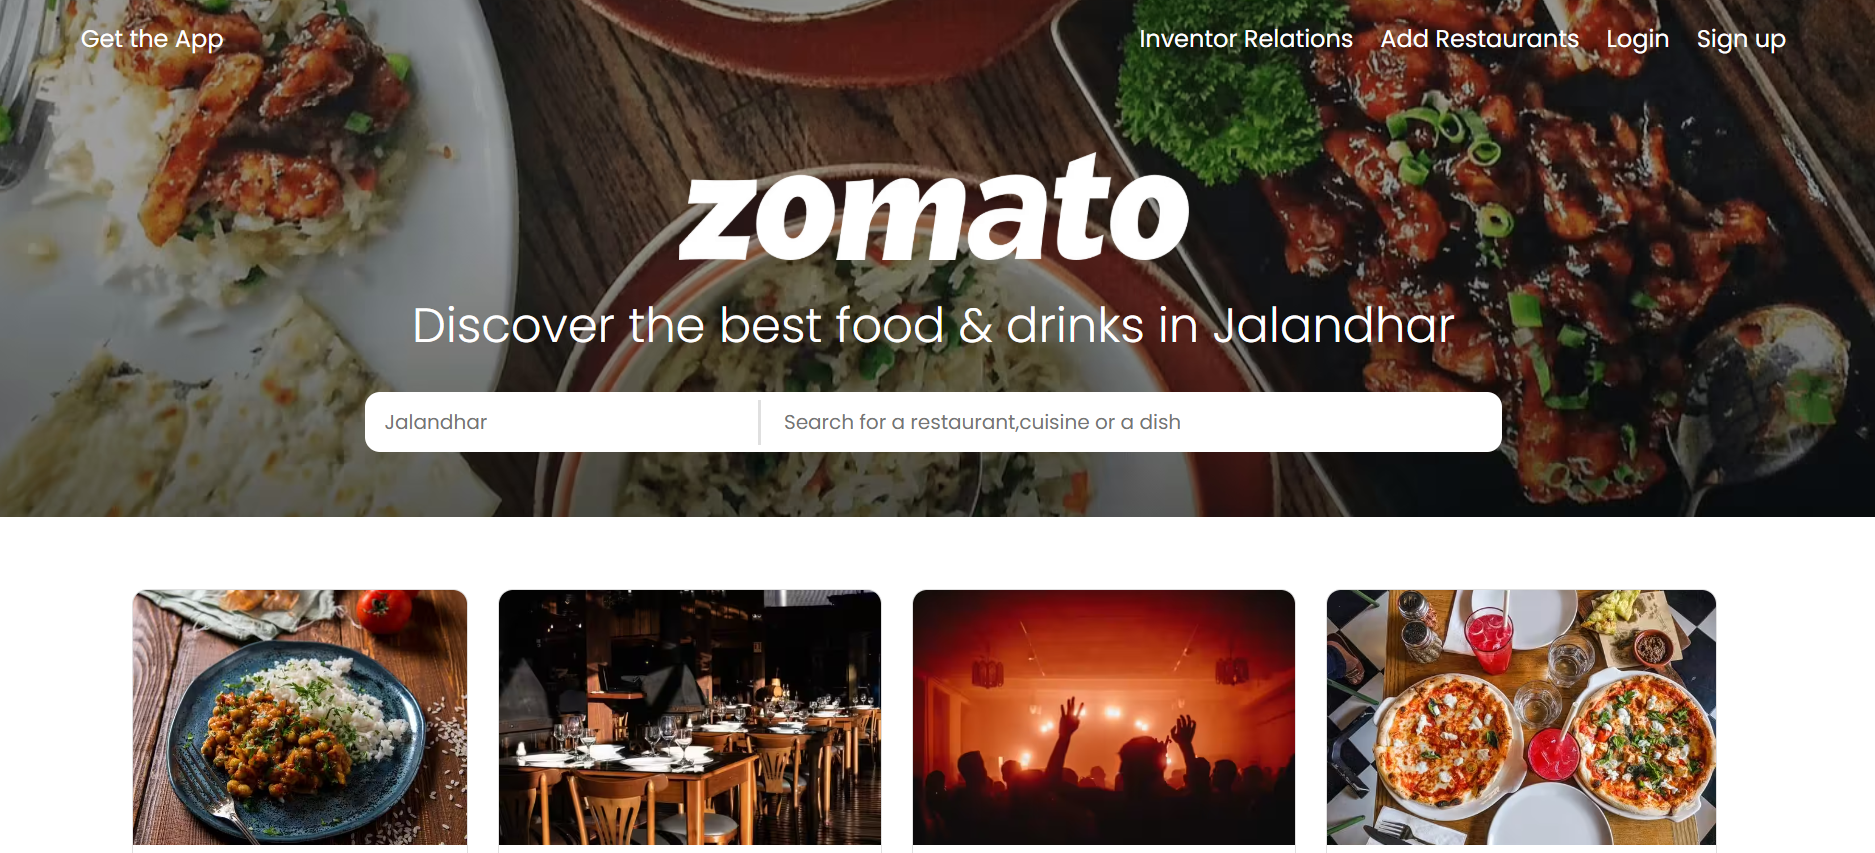 Get the App
Inventor Relations Add Restaurants Login Sign up
zomato
Discover the best food & drinks in Jalandhar
Jalandhar
Search for a restaurant,cuisine or a dish